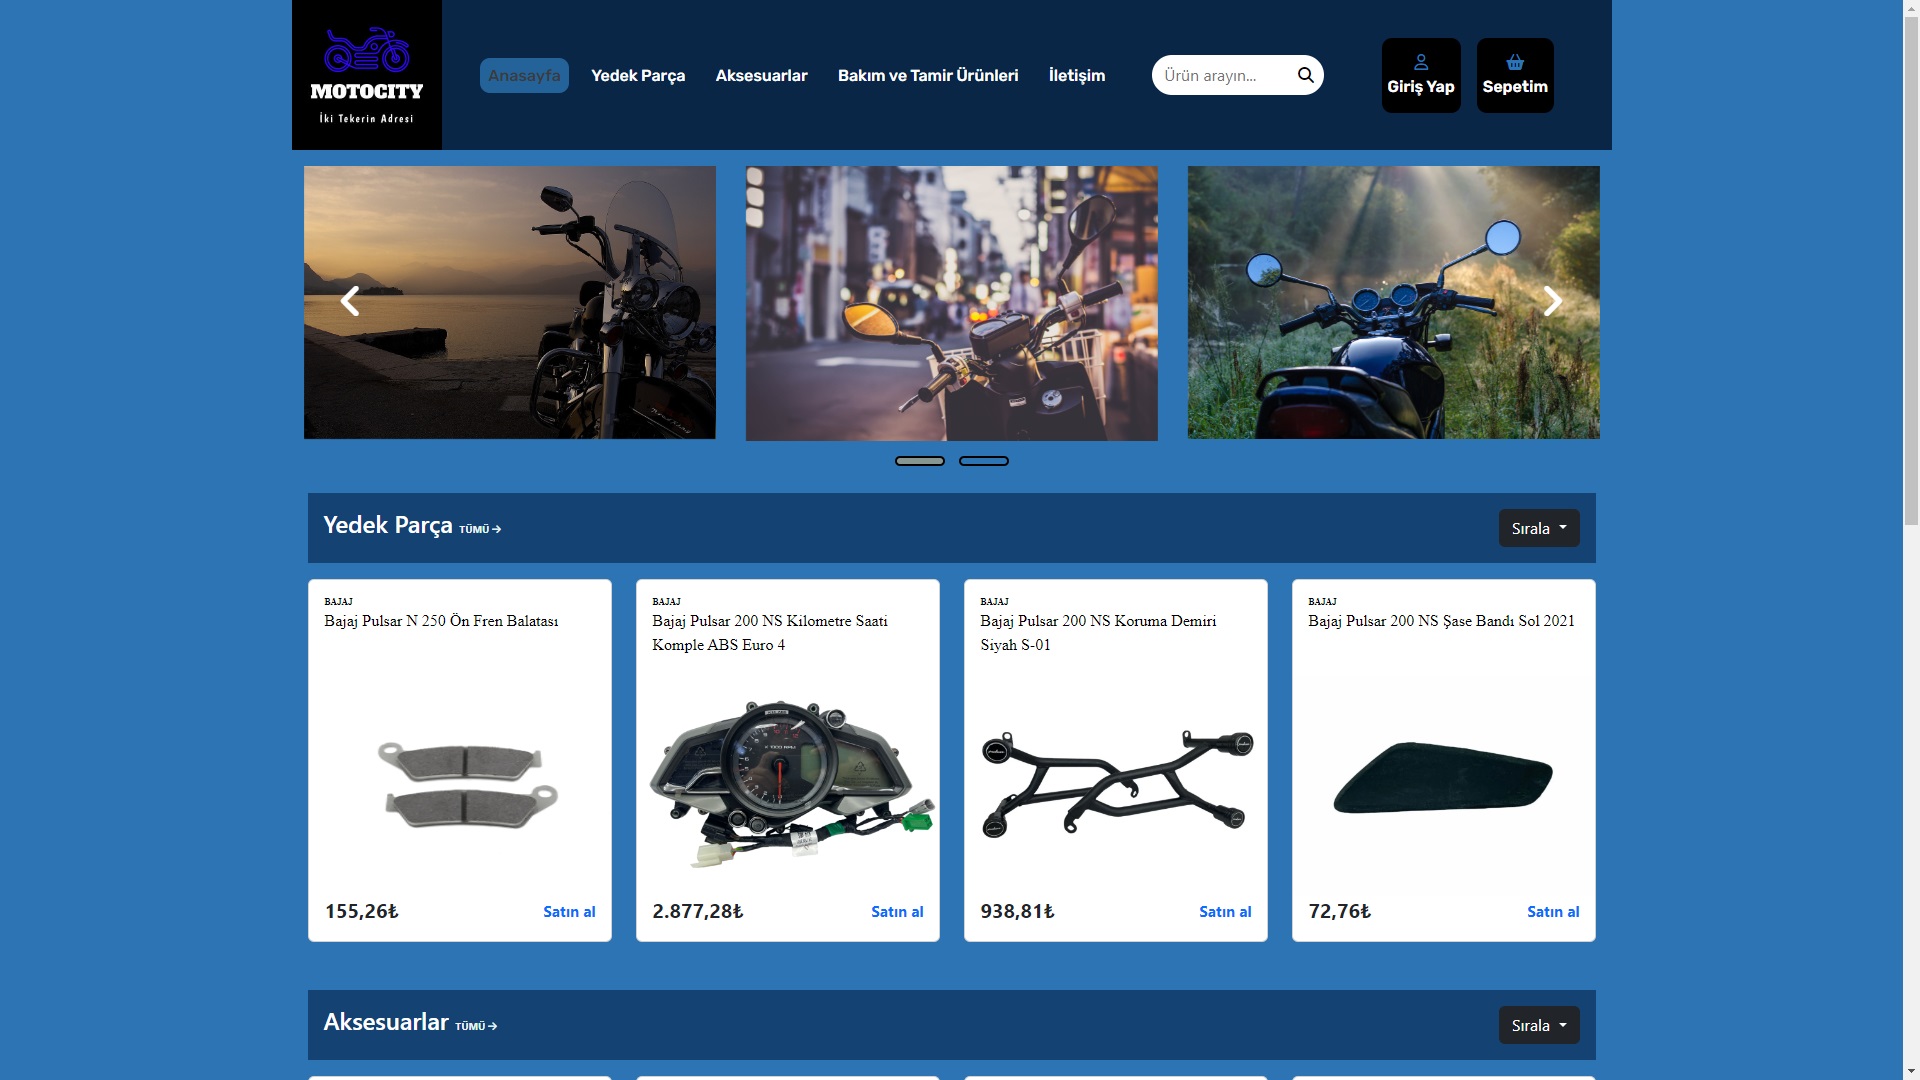 MOTOCITY
İki Tekerin Adresi
Anasayfa
Yedek Parça
Aksesuarlar
Bakım ve Tamir Ürünleri
İletişim
Ürün arayın...
Giriş Yap
Sepetim
Yedek Parça TÜMÜ
Sırala
BAJAJ
Bajaj Pulsar N 250 Ön Fren Balatası
155,26₺
Satın al
BAJAJ
Bajaj Pulsar 200 NS Kilometre Saati
Komple ABS Euro 4
2.877,28₺
Satın al
BAJAJ
Bajaj Pulsar 200 NS Koruma Demiri
Siyah S-01
938,81₺
Satın al
BAJAJ
Bajaj Pulsar 200 NS Şase Bandı Sol 2021
72,76₺
Satın al
Aksesuarlar TÜMÜ
Sırala